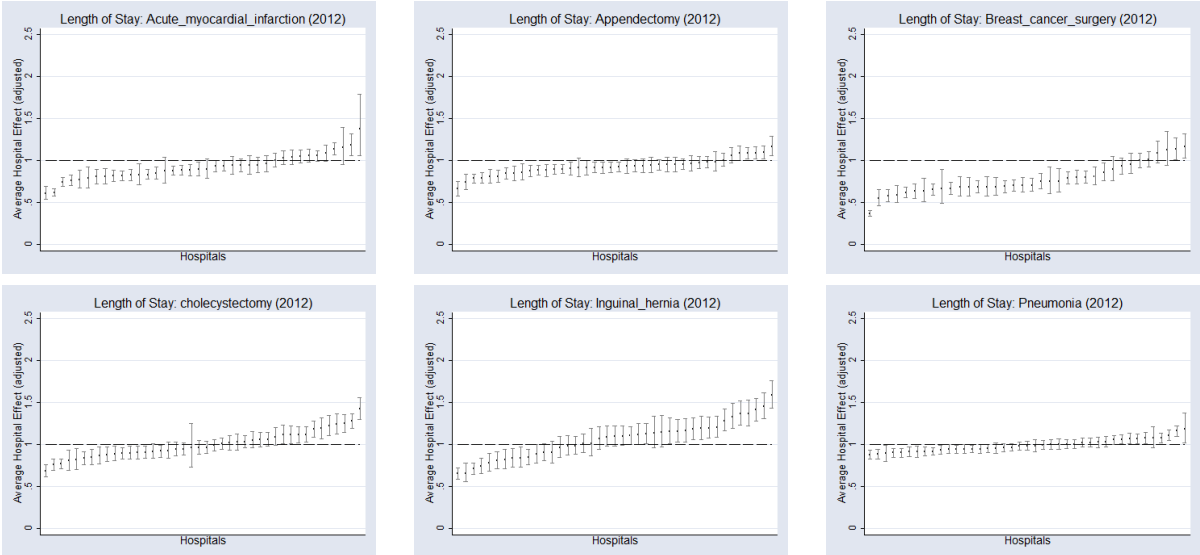 Length of Stay: Acute_myocardial_infarction (2012)
Average Hospital Effect (adjusted)
2.5
2
1.5
1
.5
0
Hospitals
Length of Stay: Appendectomy (2012)
Average Hospital Effect (adjusted)
2.5
2
1.5
1
.5
0
Hospitals
Length of Stay: Breast_cancer_surgery (2012)
Average Hospital Effect (adjusted)
2.5
2
1.5
1
.5
0
Hospitals
Length of Stay: cholecystectomy (2012)
Average Hospital Effect (adjusted)
2.5
2
1.5
1
.5
0
Hospitals
Length of Stay: Inguinal_hernia (2012)
Average Hospital Effect (adjusted)
2.5
2
1.5
1
.5
0
Hospitals
Length of Stay: Pneumonia (2012)
Average Hospital Effect (adjusted)
2.5
2
1.5
1
.5
0
Hospitals